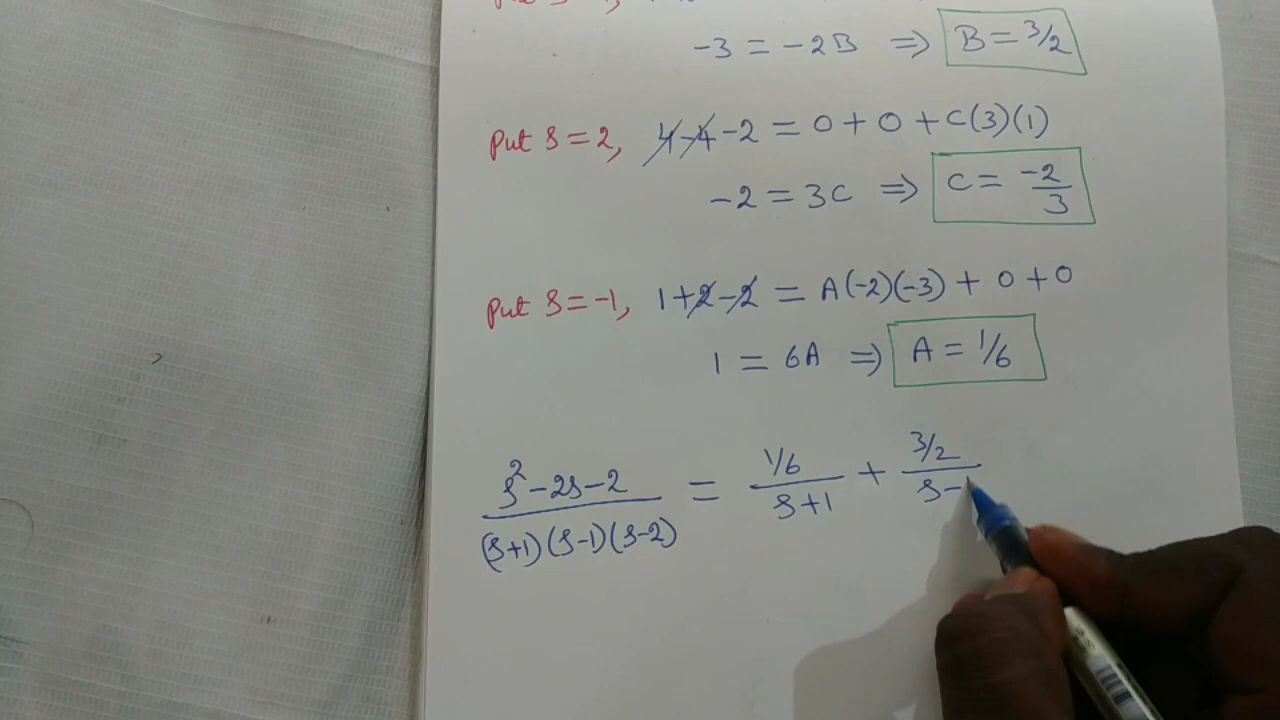 -3 = -2B ⇒ B = 3/2
Put s = 2, 4-4-2 = 0+0+C(3)(1)
-2 = 3C ⇒ C = -2/3
Put s = -1, 1+2-2 = A(-2)(-3)+0+0
1 = 6A ⇒ A = 1/6
s²-2s-2/(s+1)(s-1)(s-2) = 1/6/s+1 + 3/2/s-1